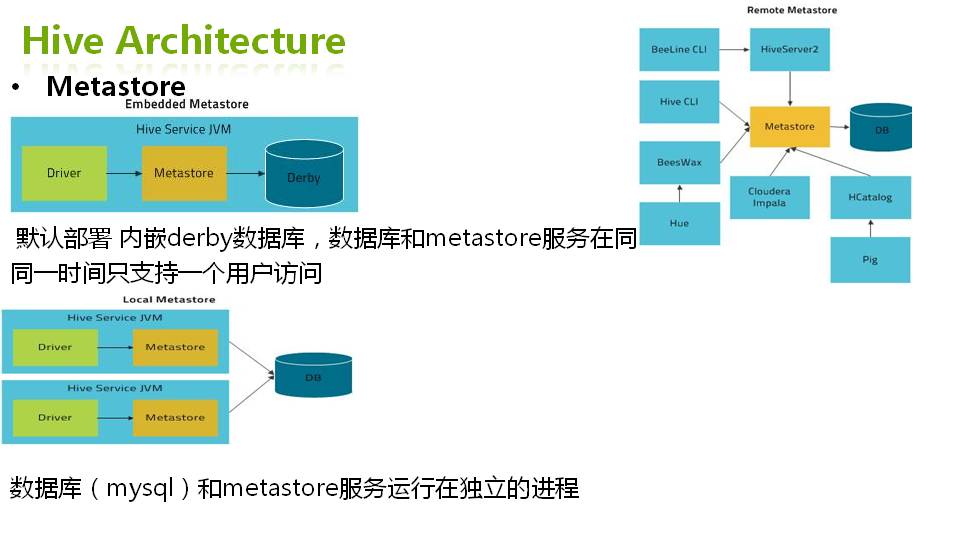 Hive Architecture
• Metastore
Embedded Metastore
Hive Service JVM
Driver
Metastore
Derby
默认部署 内嵌derby数据库，数据库和metastore服务在同
同一时间只支持一个用户访问
Local Metastore
Hive Service JVM
Driver
Metastore
Hive Service JVM
Driver
Metastore
DB
数据库（mysql）和metastore服务运行在独立的进程
Remote Metastore
BeeLine CLI
HiveServer2
Hive CLI
Metastore
DB
BeesWax
Cloudera
Impala
HCatalog
Hue
Pig